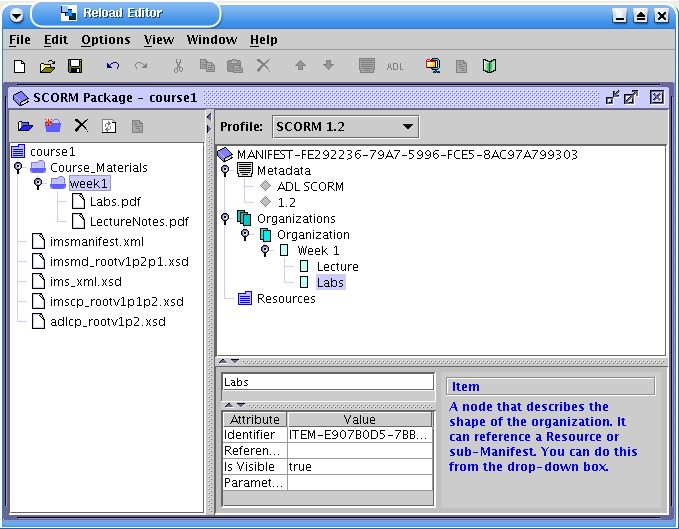 Reload Editor
File Edit Options View Window Help
ADL
SCORM Package - course1
Profile: SCORM 1.2
course1
Course_Materials
week1
Labs.pdf
LectureNotes.pdf
imsmanifest.xml
imsmd_rootv1p2p1.xsd
ims_xml.xsd
imscp_rootv1p1p2.xsd
adlcp_rootv1p2.xsd
MANIFEST-FE292236-79A7-5996-FCE5-8AC97A799303
Metadata
ADL SCORM
1.2
Organizations
Organization
Week 1
Lecture
Labs
Resources
Labs
Attribute Value
Identifier ITEM-E907B0D5-7BB...
Referen...
Is Visible true
Paramet...
Item
A node that describes the
shape of the organization. It
can reference a Resource or
sub-Manifest. You can do this
from the drop-down box.